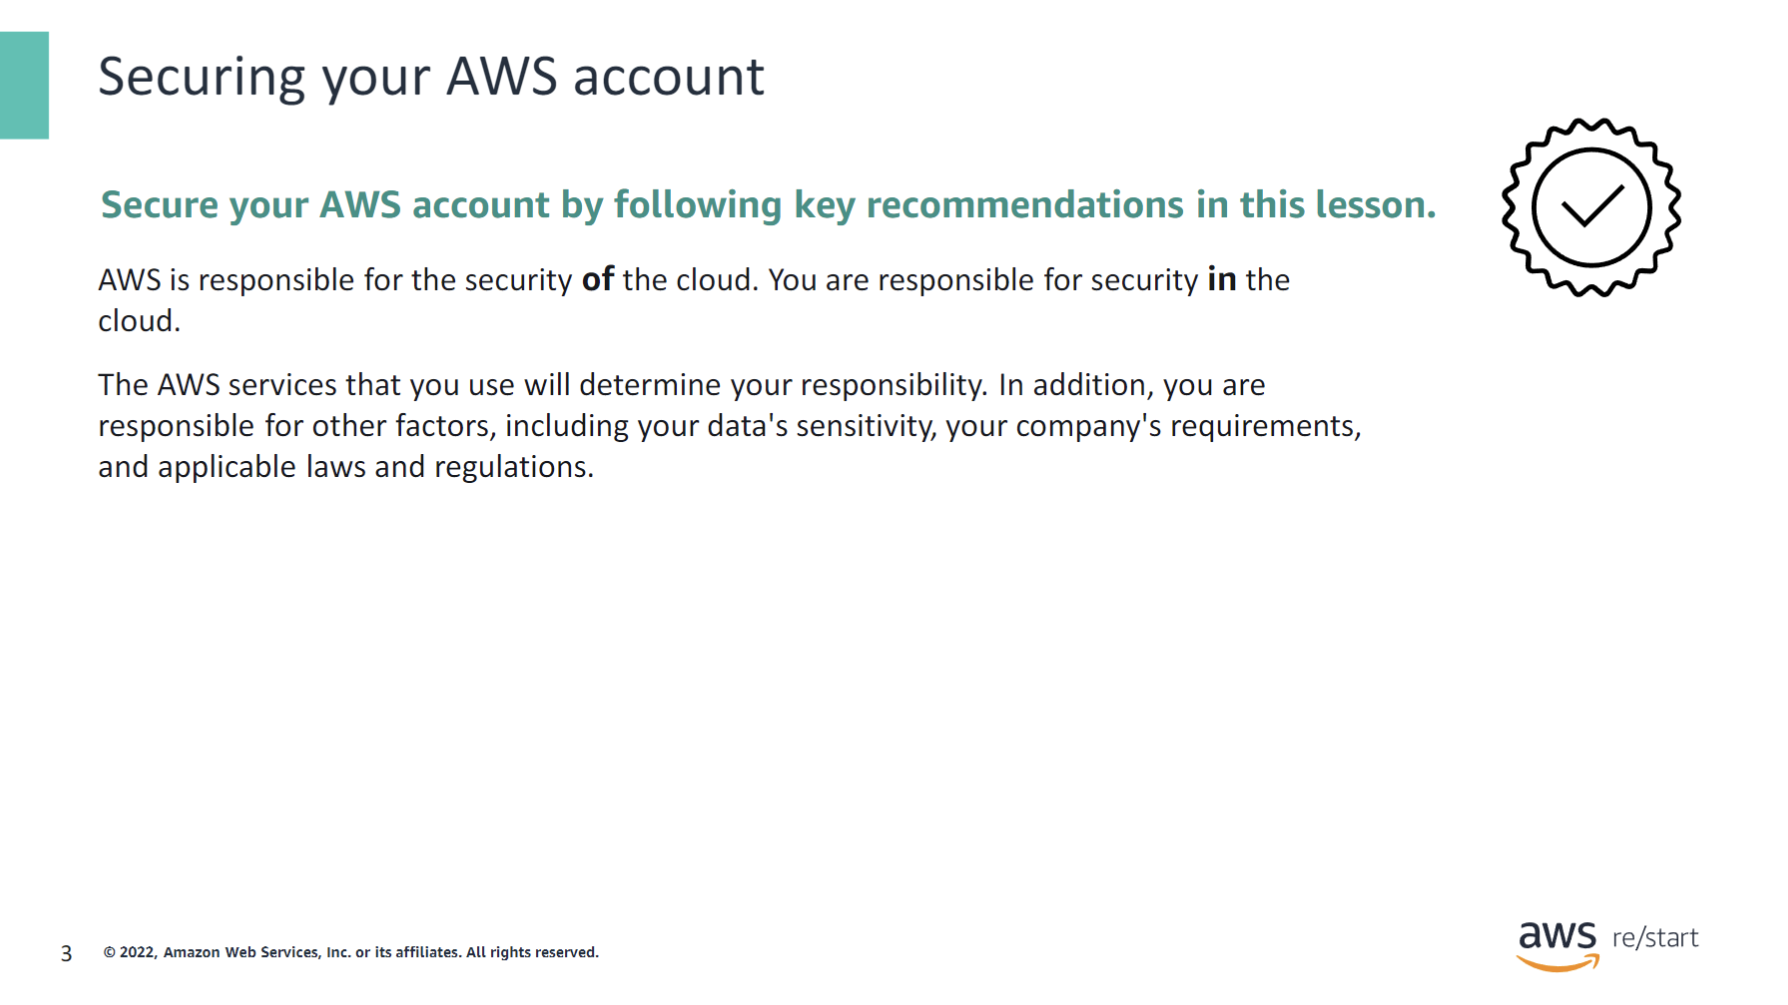 Securing your AWS account
Secure your AWS account by following key recommendations in this lesson.
AWS is responsible for the security of the cloud. You are responsible for security in the
cloud.
The AWS services that you use will determine your responsibility. In addition, you are
responsible for other factors, including your data's sensitivity, your company's requirements,
and applicable laws and regulations.
3
© 2022, Amazon Web Services, Inc. or its affiliates. All rights reserved.
aws re/start